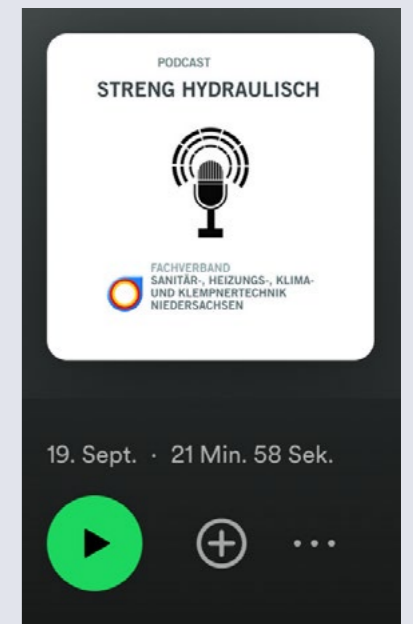 PODCAST
STRENG HYDRAULISCH
FACHVERBAND
SANITÄR-, HEIZUNGS-, KLIMA-
UND KLEMPNERTECHNIK
NIEDERSACHSEN
19. Sept. · 21 Min. 58 Sek.